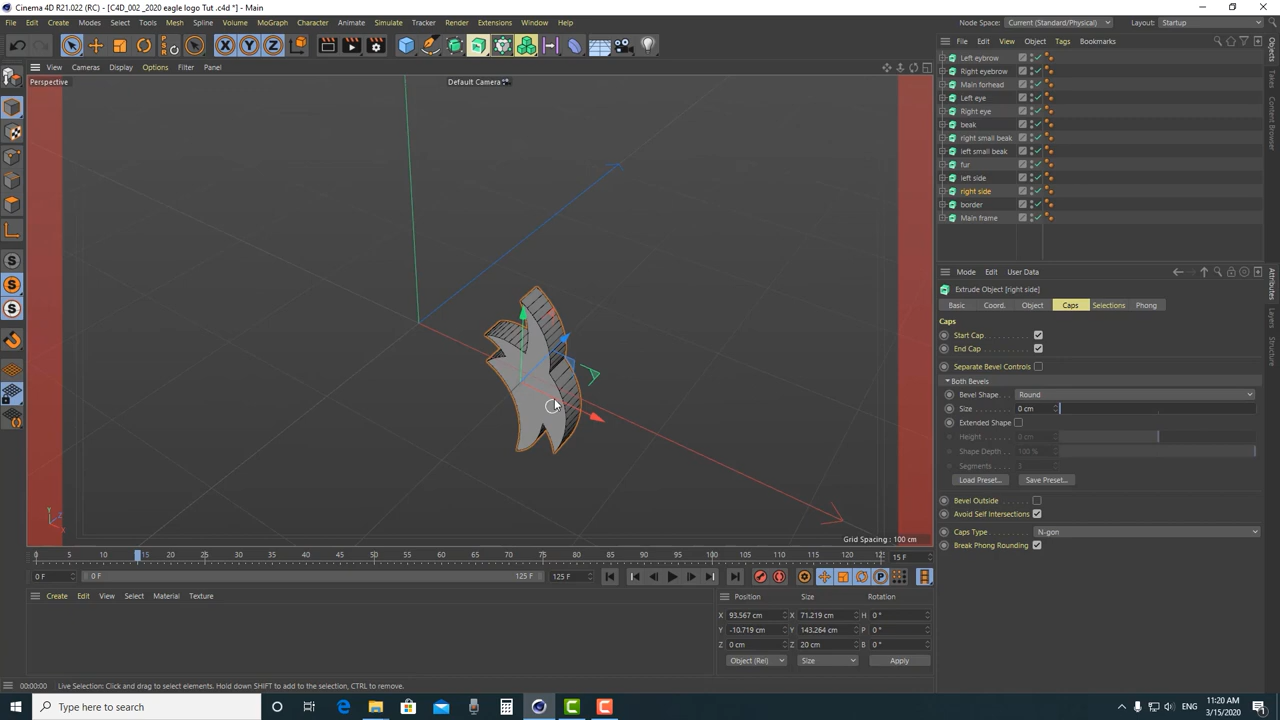 Cinema 4D R21.022 (RC) - [C4D_002 _2020 eagle logo Tut .c4d *] - Main
File Edit Create Modes Select Tools Mesh Spline Volume MoGraph Character Animate Simulate Tracker Render Extensions Window Help
Node Space: Current (Standard/Physical) Layout: Startup
X Y Z
View Cameras Display Options Filter Panel
File Edit View Object Tags Bookmarks
Perspective
Default Camera
Left eybrow
Right eyebrow
Main forhead
Left eye
Right eye
beak
right small beak
left small beak
fur
left side
right side
border
Main frame
Objects
Takes
Content Browser
Mode Edit User Data
Extrude Object [right side]
Basic Coord. Object Caps Selections Phong
Caps
Start Cap
End Cap
Separate Bevel Controls
Both Bevels
Bevel Shape: Round
Size 0 cm
Extended Shape
Height 0 cm
Shape Depth 100 %
Segments 3
Load Preset... Save Preset...
Bevel Outside
Avoid Self Intersections
Caps Type N-gon
Break Phong Rounding
Attributes
Layers
Structure
Grid Spacing : 100 cm
0 5 10 15 20 25 30 35 40 45 50 55 60 65 70 75 80 85 90 95 100 105 110 115 120 125
15 F
0 F 0 F 125 F 125 F
Create Edit View Select Material Texture
Position Size Rotation
X 93.567 cm X 71.219 cm H 0 °
Y -10.719 cm Y 143.264 cm P 0 °
Z 0 cm Z 20 cm B 0 °
Object (Rel) Size Apply
00:00:00 Live Selection: Click and drag to select elements. Hold down SHIFT to add to the selection, CTRL to remove.
Type here to search
11:20 AM
3/15/2020